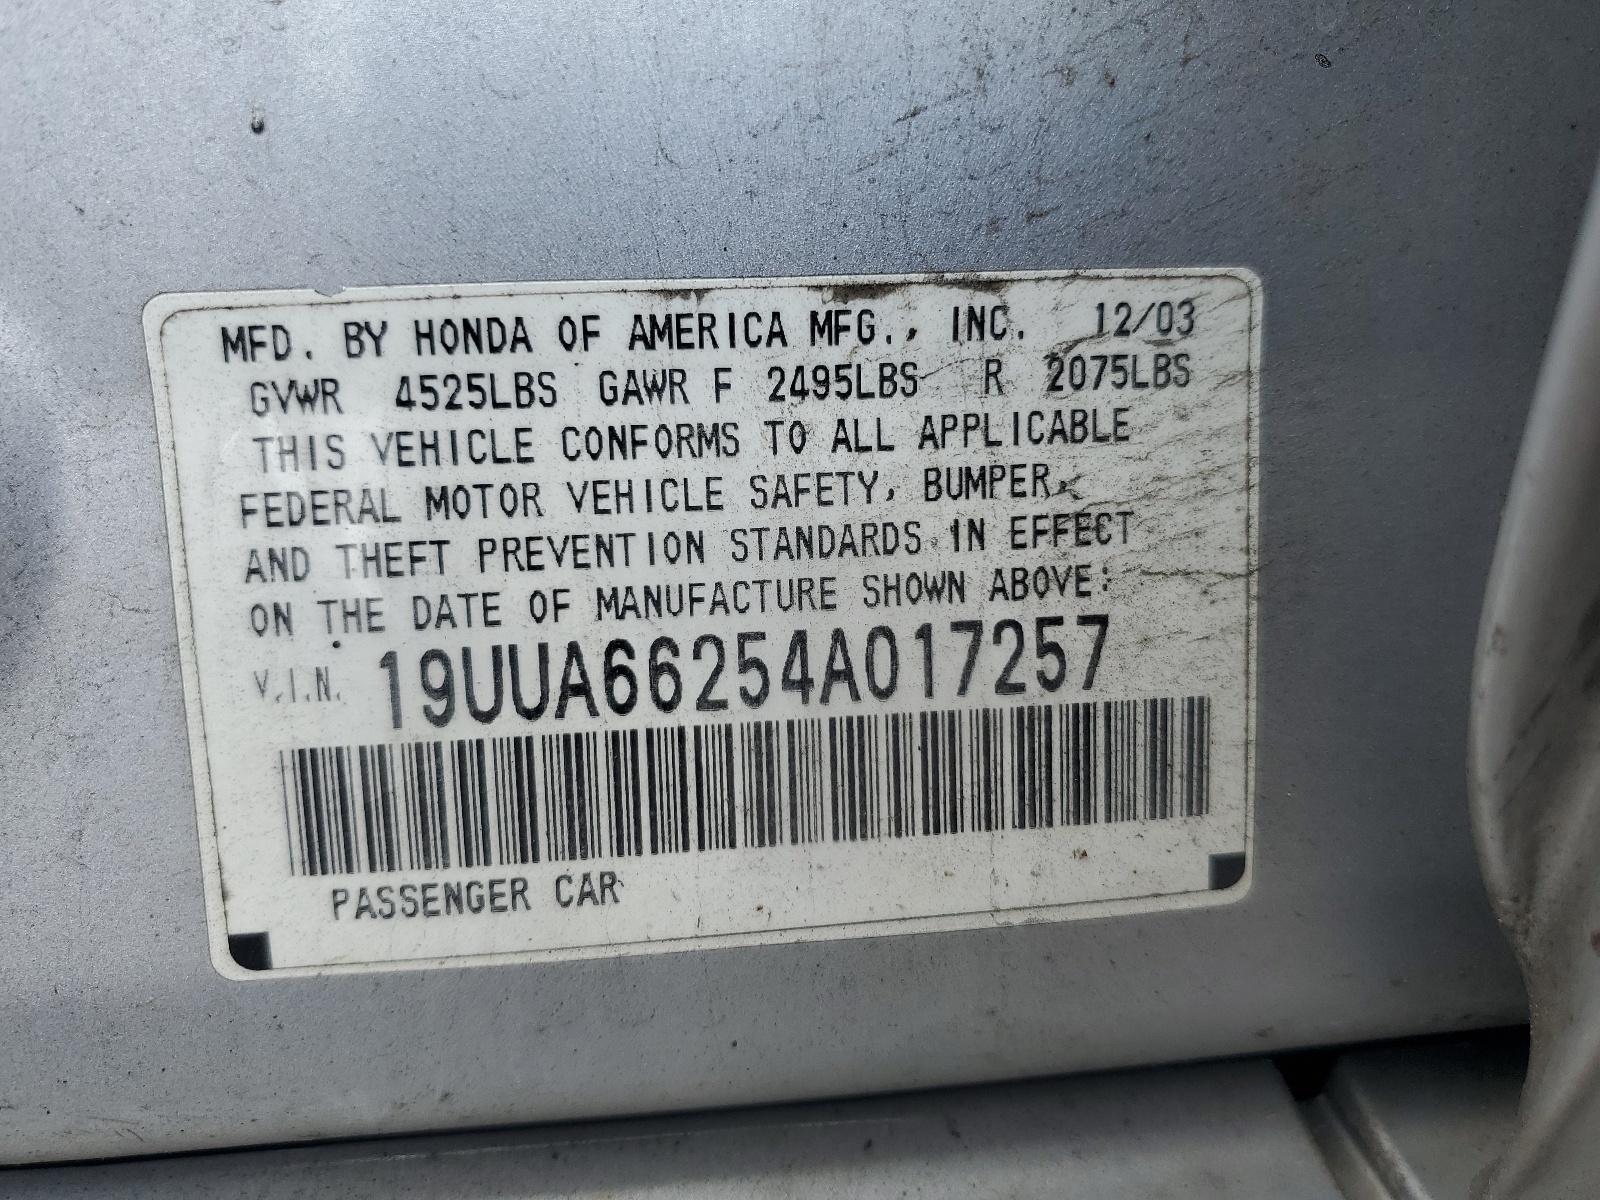 MFD. BY HONDA OF AMERICA MFG., INC. 12/03
GVWR 4525LBS GAWR F 2495LBS R 2075LBS
THIS VEHICLE CONFORMS TO ALL APPLICABLE
FEDERAL MOTOR VEHICLE SAFETY, BUMPER,
AND THEFT PREVENTION STANDARDS IN EFFECT
ON THE DATE OF MANUFACTURE SHOWN ABOVE:
V.I.N. 19UUA66254A017257
PASSENGER CAR